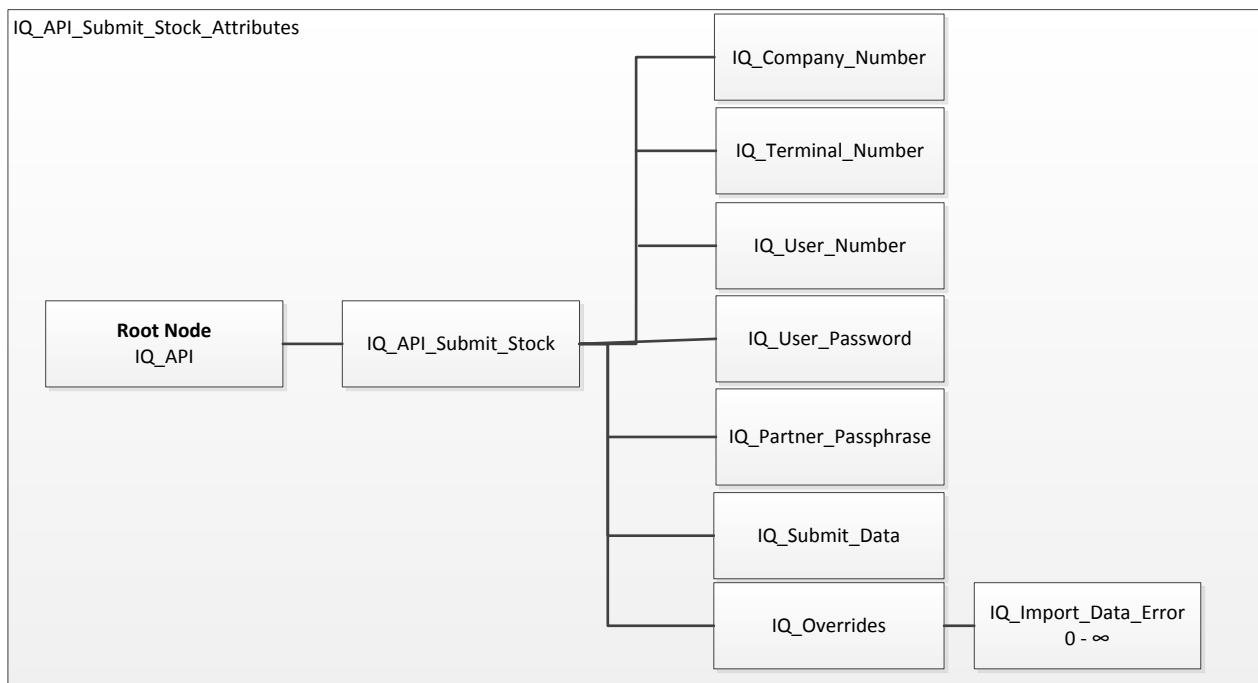 IQ_API_Submit_Stock_Attributes
IQ_Company_Number
IQ_Terminal_Number
IQ_User_Number
Root Node
IQ_API
IQ_API_Submit_Stock
IQ_User_Password
IQ_Partner_Passphrase
IQ_Submit_Data
IQ_Overrides
IQ_Import_Data_Error
0 - ∞